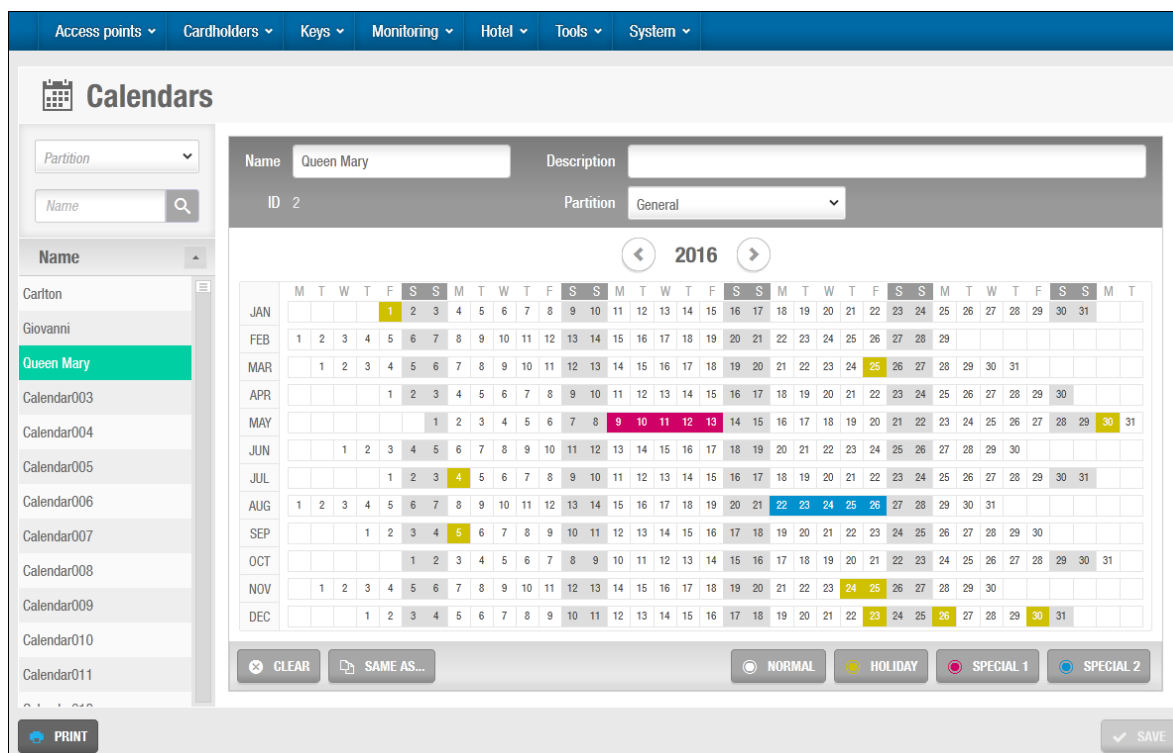 Access points Cardholders Keys Monitoring Hotel Tools System
Calendars
Partition
Name
Name
Carlton
Giovanni
Queen Mary
Calendar003
Calendar004
Calendar005
Calendar006
Calendar007
Calendar008
Calendar009
Calendar010
Calendar011
Name Queen Mary Description
ID 2 Partition General
2016
M T W T F S S M T W T F S S M T W T F S S M T W T F S S M T W T F S S M T
JAN 1 2 3 4 5 6 7 8 9 10 11 12 13 14 15 16 17 18 19 20 21 22 23 24 25 26 27 28 29 30 31
FEB 1 2 3 4 5 6 7 8 9 10 11 12 13 14 15 16 17 18 19 20 21 22 23 24 25 26 27 28 29
MAR 1 2 3 4 5 6 7 8 9 10 11 12 13 14 15 16 17 18 19 20 21 22 23 24 25 26 27 28 29 30 31
APR 1 2 3 4 5 6 7 8 9 10 11 12 13 14 15 16 17 18 19 20 21 22 23 24 25 26 27 28 29 30
MAY 1 2 3 4 5 6 7 8 9 10 11 12 13 14 15 16 17 18 19 20 21 22 23 24 25 26 27 28 29 30 31
JUN 1 2 3 4 5 6 7 8 9 10 11 12 13 14 15 16 17 18 19 20 21 22 23 24 25 26 27 28 29 30
JUL 1 2 3 4 5 6 7 8 9 10 11 12 13 14 15 16 17 18 19 20 21 22 23 24 25 26 27 28 29 30 31
AUG 1 2 3 4 5 6 7 8 9 10 11 12 13 14 15 16 17 18 19 20 21 22 23 24 25 26 27 28 29 30 31
SEP 1 2 3 4 5 6 7 8 9 10 11 12 13 14 15 16 17 18 19 20 21 22 23 24 25 26 27 28 29 30
OCT 1 2 3 4 5 6 7 8 9 10 11 12 13 14 15 16 17 18 19 20 21 22 23 24 25 26 27 28 29 30 31
NOV 1 2 3 4 5 6 7 8 9 10 11 12 13 14 15 16 17 18 19 20 21 22 23 24 25 26 27 28 29 30
DEC 1 2 3 4 5 6 7 8 9 10 11 12 13 14 15 16 17 18 19 20 21 22 23 24 25 26 27 28 29 30 31
CLEAR SAME AS... NORMAL HOLIDAY SPECIAL 1 SPECIAL 2
PRINT SAVE